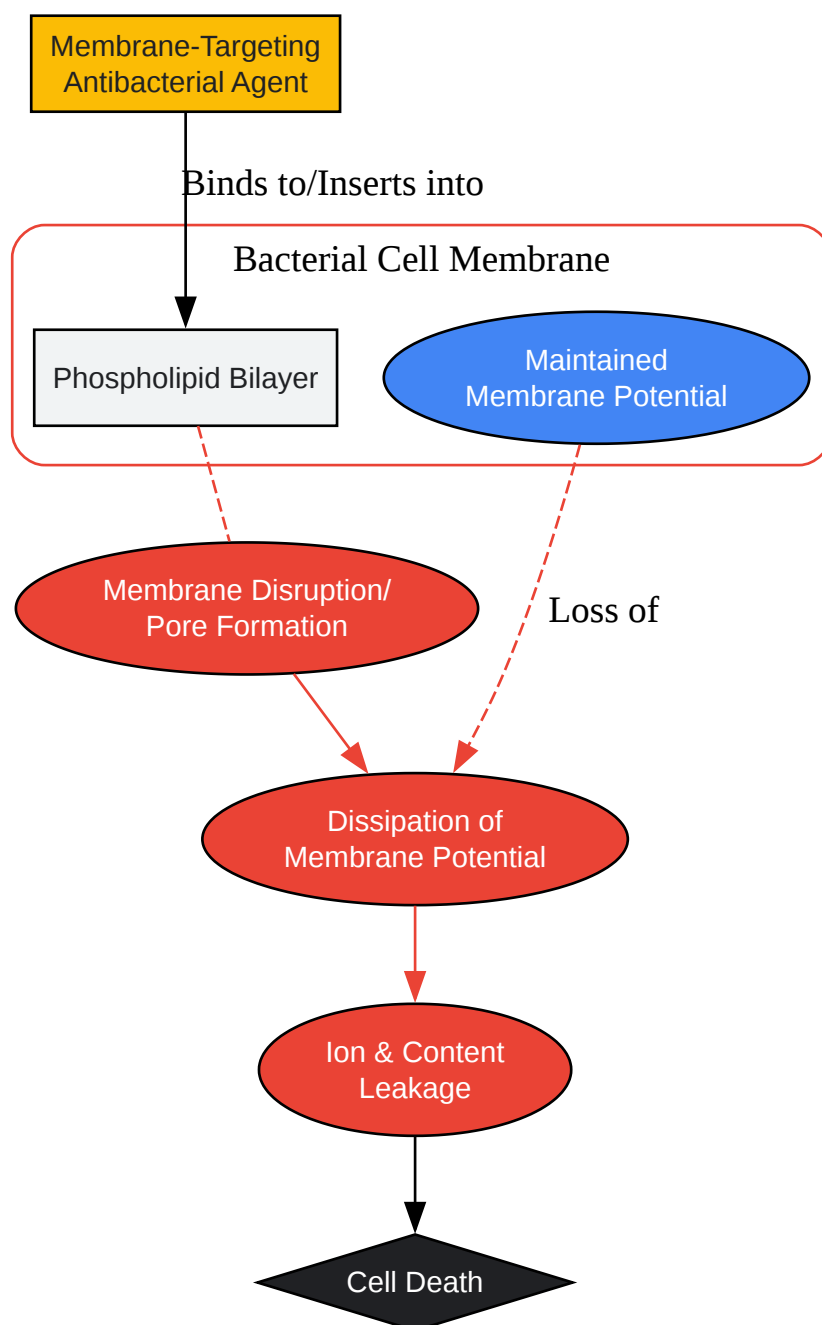 Membrane-Targeting
Antibacterial Agent
Binds to/Inserts into
Bacterial Cell Membrane
Phospholipid Bilayer
Maintained
Membrane Potential
Membrane Disruption/
Pore Formation
Loss of
Dissipation of
Membrane Potential
Ion & Content
Leakage
Cell Death